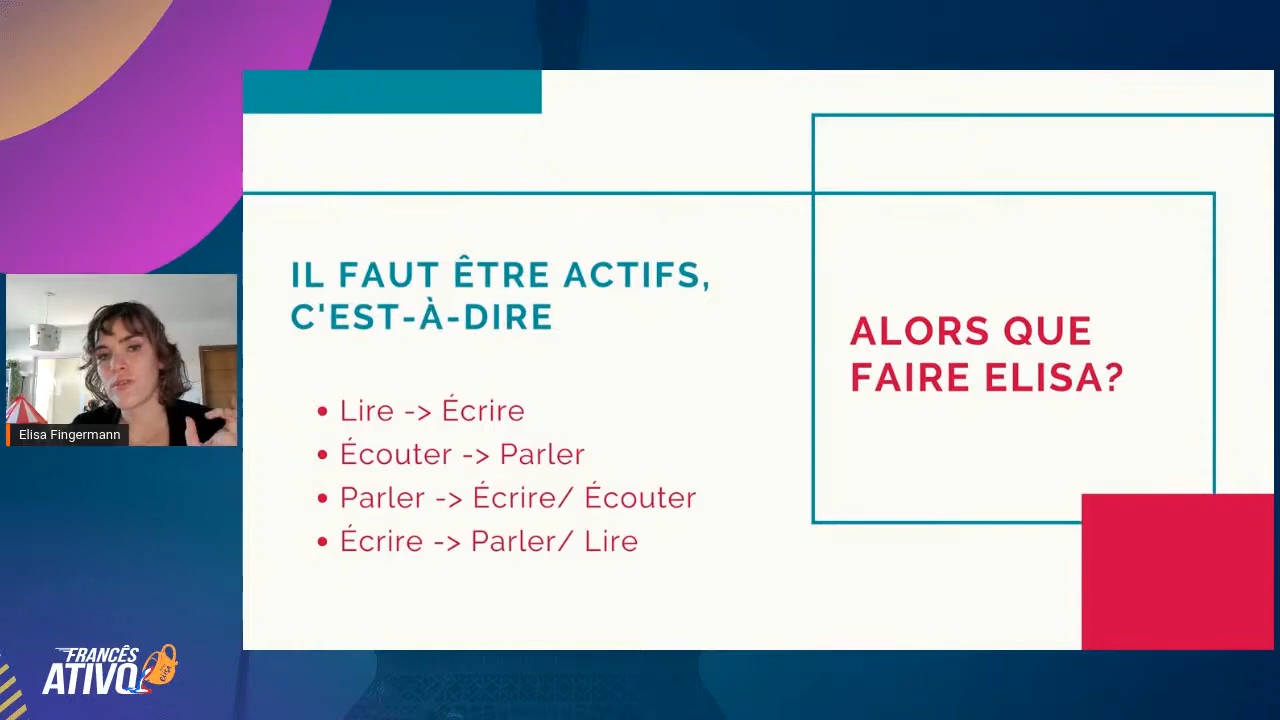 IL FAUT ÊTRE ACTIFS,
C'EST-À-DIRE
• Lire -> Écrire
• Écouter -> Parler
• Parler -> Écrire/ Écouter
• Écrire -> Parler/ Lire
ALORS QUE
FAIRE ELISA?
Elisa Fingermann
FRANCÊS
ATIVO
ELISA